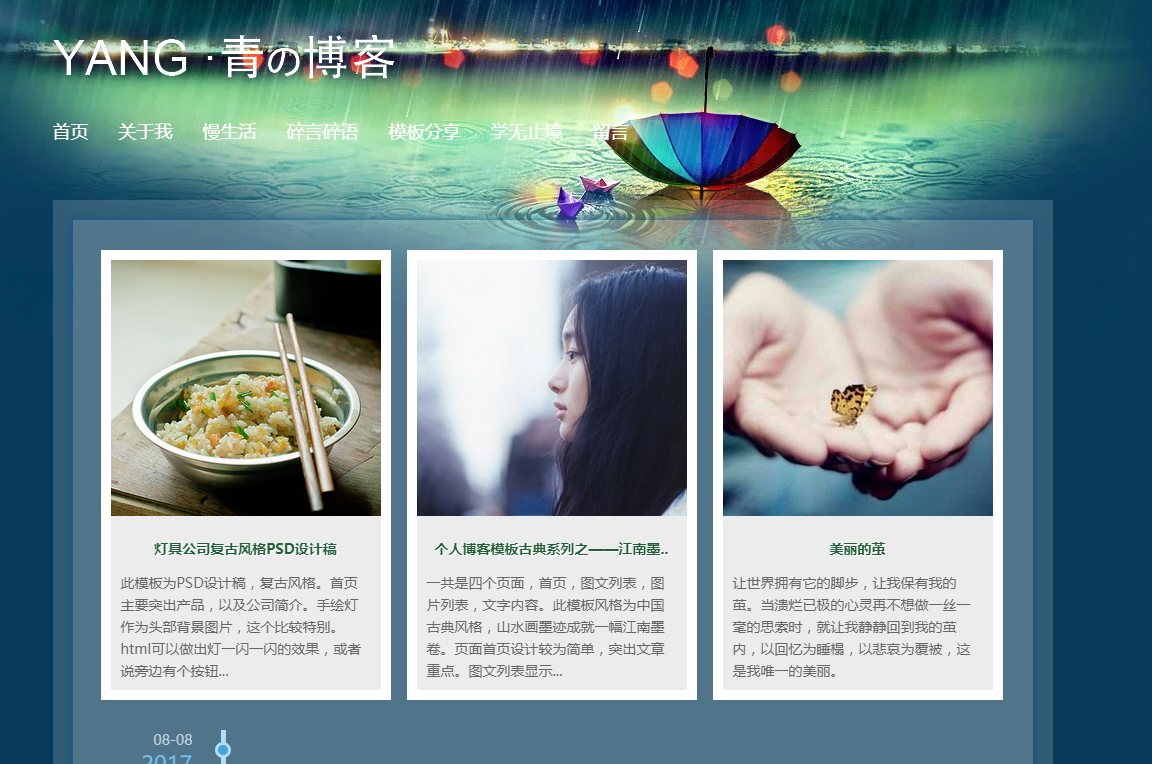 YANG ·青の博客
首页 关于我 慢生活 碎言碎语 模板分享 学无止境 留言
灯具公司复古风格PSD设计稿
此模板为PSD设计稿，复古风格。首页
主要突出产品，以及公司简介。手绘灯
作为头部背景图片，这个比较特别。
html可以做出灯一闪一闪的效果，或者
说旁边有个按钮...
个人博客模板古典系列之——江南墨..
一共是四个页面，首页，图文列表，图
片列表，文字内容。此模板风格为中国
古典风格，山水画墨迹成就一幅江南墨
卷。页面首页设计较为简单，突出文章
重点。图文列表显示...
美丽的茧
让世界拥有它的脚步，让我保有我的
茧。当溃烂已极的心灵再不想做一丝一
毫的思索时，就让我静静回到我的茧
内，以回忆为睡榻，以悲哀为覆被，这
是我唯一的美丽。
08-08
2017